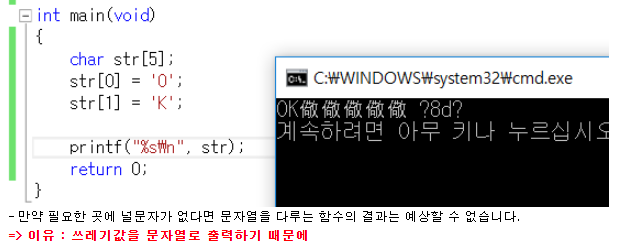 int main(void)
{
char str[5];
str[0] = 'O';
str[1] = 'K';
printf("%s₩n", str);
return 0;
}
C:₩WINDOWS₩system32₩cmd.exe
OK儆儆儆儆儆 ?8d?
계속하려면 아무 키나 누르십시오
- 만약 필요한 곳에 널문자가 없다면 문자열을 다루는 함수의 결과는 예상할 수 없습니다.
=> 이유 : 쓰레기값을 문자열로 출력하기 때문에